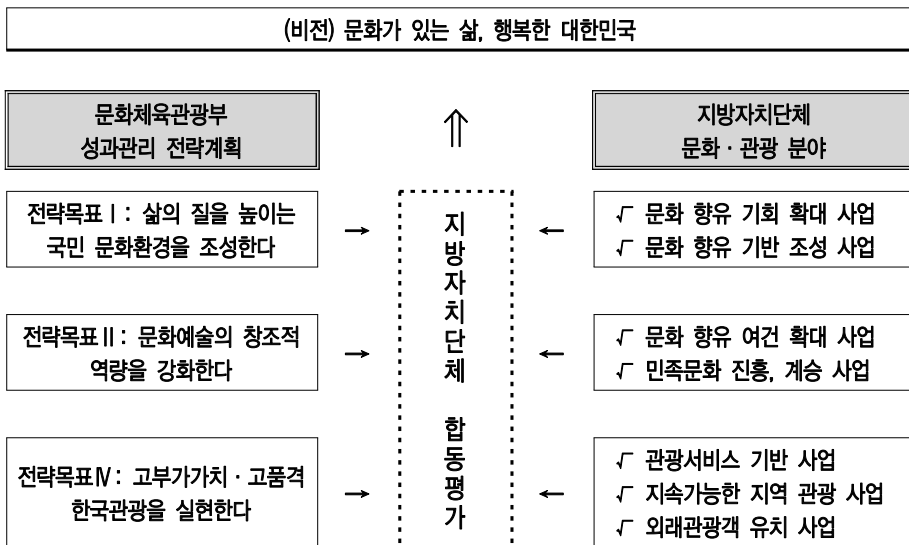 (비전) 문화가 있는 삶, 행복한 대한민국
문화체육관광부
성과관리 전략계획
⇑
지방자치단체
문화 · 관광 분야
전략목표Ⅰ: 삶의 질을 높이는
국민 문화환경을 조성한다
→
지방자치단체 합동평가
←
√ 문화 향유 기회 확대 사업
√ 문화 향유 기반 조성 사업
전략목표Ⅱ: 문화예술의 창조적
역량을 강화한다
→
←
√ 문화 향유 여건 확대 사업
√ 민족문화 진흥, 계승 사업
전략목표Ⅳ: 고부가가치 · 고품격
한국관광을 실현한다
→
←
√ 관광서비스 기반 사업
√ 지속가능한 지역 관광 사업
√ 외래관광객 유치 사업